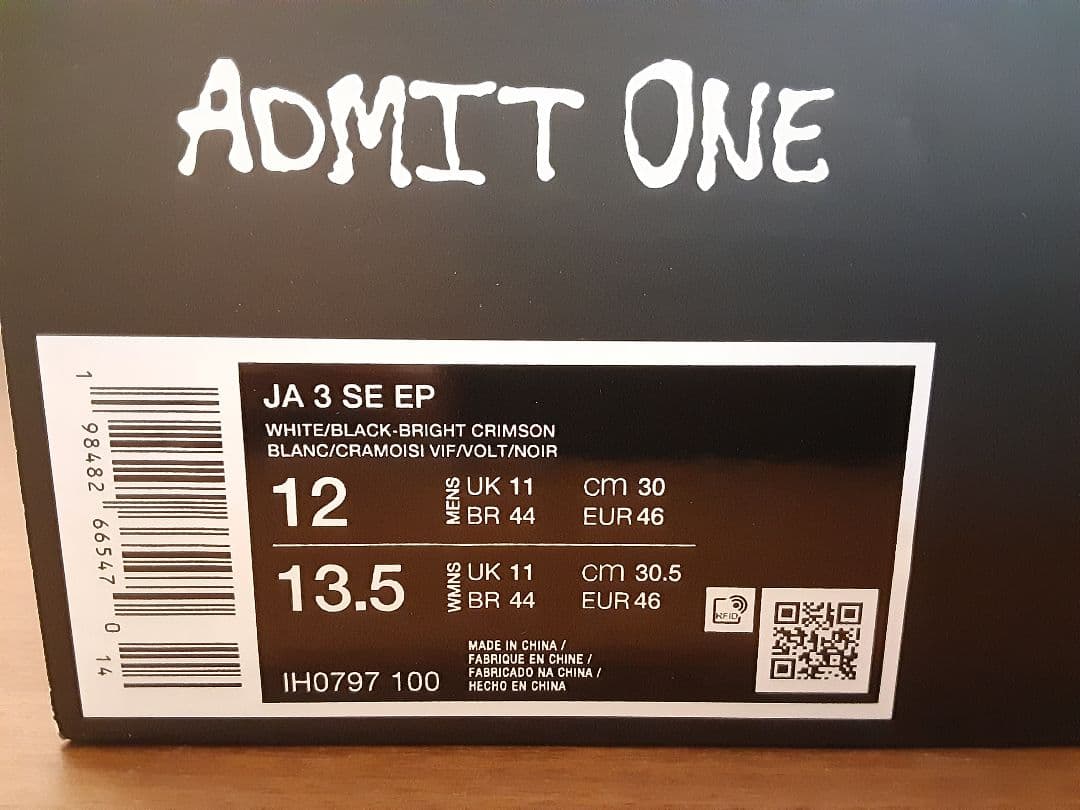 ADMIT ONE
JA 3 SE EP
WHITE/BLACK-BRIGHT CRIMSON
BLANC/CRAMOISI VIF/VOLT/NOIR
12 MENS UK 11 cm 30
BR 44 EUR 46
13.5 WMNS UK 11 cm 30.5
BR 44 EUR 46
RFID
MADE IN CHINA /
FABRIQUE EN CHINE /
FABRICADO NA CHINA /
HECHO EN CHINA
IH0797 100
1 98482 66547 0 14